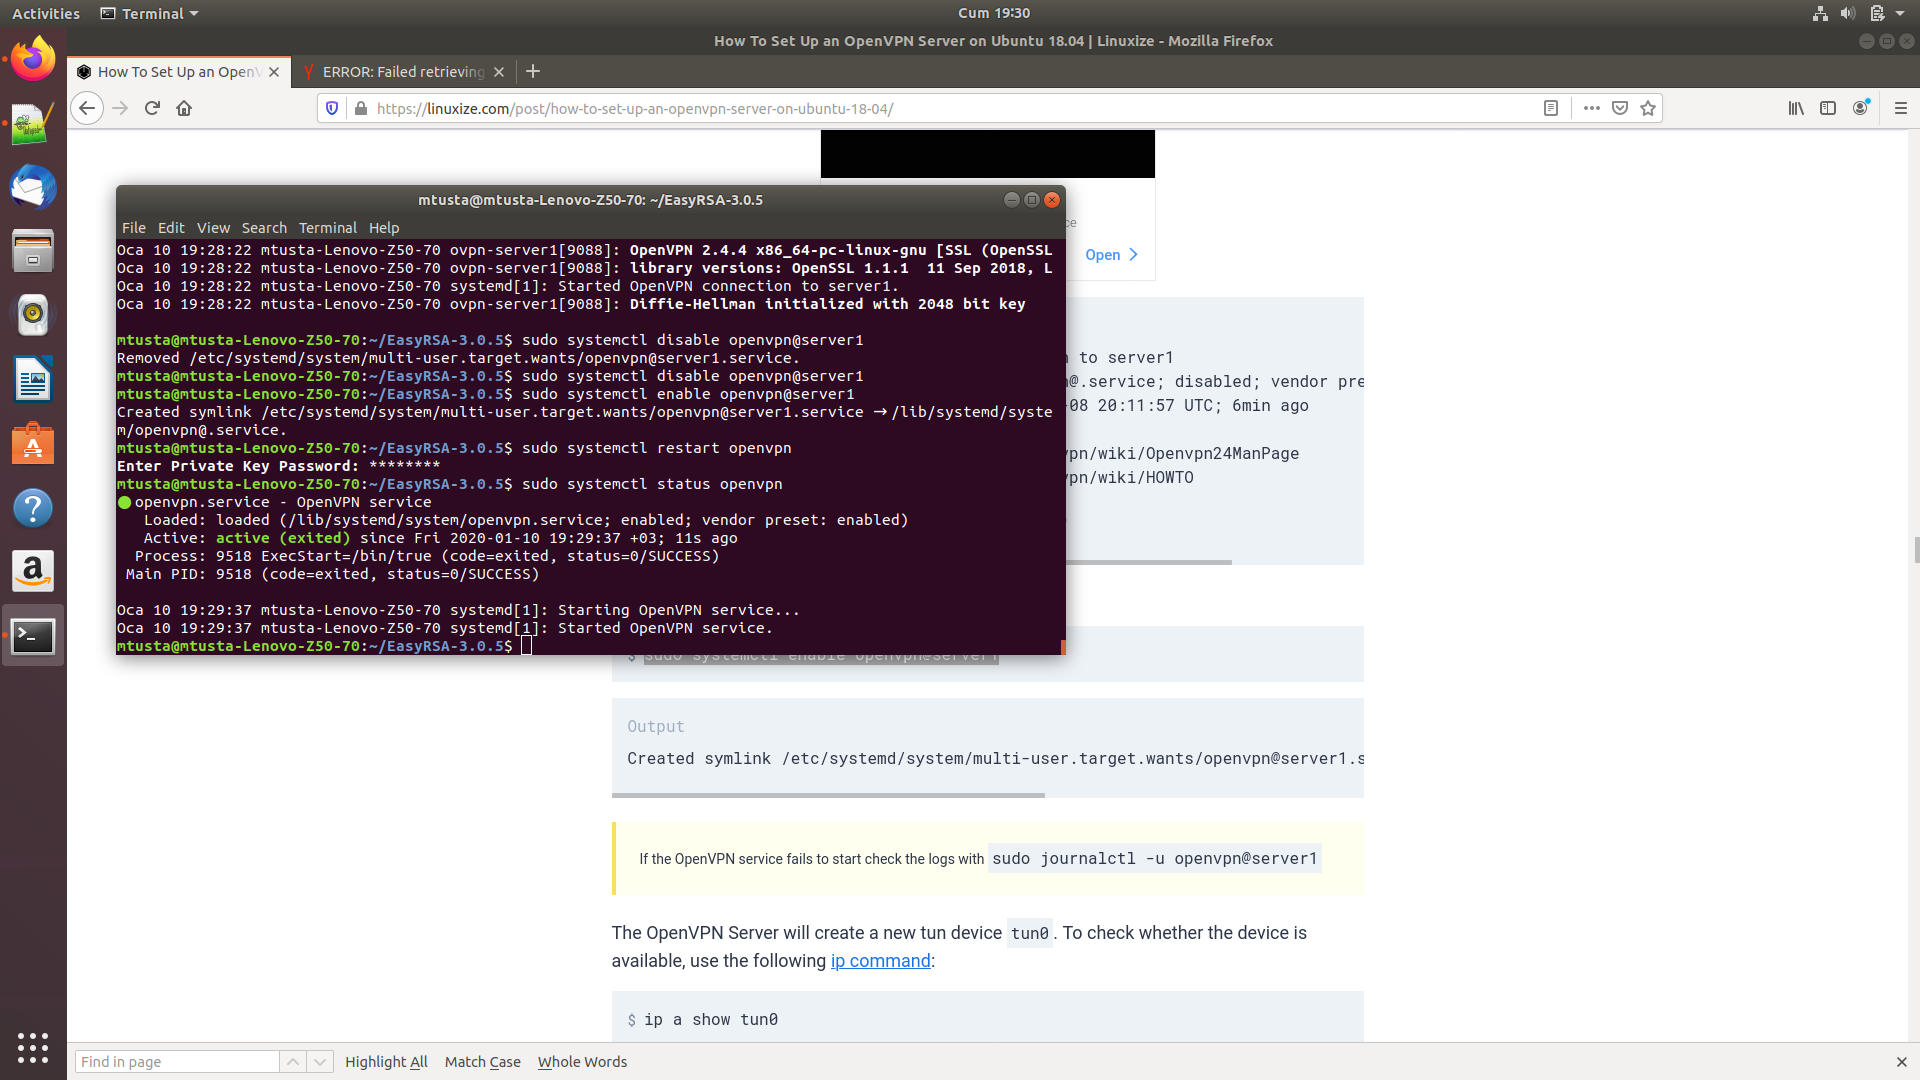 Activities
Terminal
Cum 19:30
How To Set Up an OpenVPN Server on Ubuntu 18.04 | Linuxize - Mozilla Firefox
How To Set Up an OpenV
ERROR: Failed retrieving
https://linuxize.com/post/how-to-set-up-an-openvpn-server-on-ubuntu-18-04/
mtusta@mtusta-Lenovo-Z50-70: ~/EasyRSA-3.0.5
File Edit View Search Terminal Help
Oca 10 19:28:22 mtusta-Lenovo-Z50-70 ovpn-server1[9088]: OpenVPN 2.4.4 x86_64-pc-linux-gnu [SSL (OpenSSL
Oca 10 19:28:22 mtusta-Lenovo-Z50-70 ovpn-server1[9088]: library versions: OpenSSL 1.1.1  11 Sep 2018, L
Oca 10 19:28:22 mtusta-Lenovo-Z50-70 systemd[1]: Started OpenVPN connection to server1.
Oca 10 19:28:22 mtusta-Lenovo-Z50-70 ovpn-server1[9088]: Diffie-Hellman initialized with 2048 bit key
mtusta@mtusta-Lenovo-Z50-70:~/EasyRSA-3.0.5$ sudo systemctl disable openvpn@server1
Removed /etc/systemd/system/multi-user.target.wants/openvpn@server1.service.
mtusta@mtusta-Lenovo-Z50-70:~/EasyRSA-3.0.5$ sudo systemctl disable openvpn@server1
mtusta@mtusta-Lenovo-Z50-70:~/EasyRSA-3.0.5$ sudo systemctl enable openvpn@server1
Created symlink /etc/systemd/system/multi-user.target.wants/openvpn@server1.service → /lib/systemd/syste
m/openvpn@.service.
mtusta@mtusta-Lenovo-Z50-70:~/EasyRSA-3.0.5$ sudo systemctl restart openvpn
Enter Private Key Password: ********
mtusta@mtusta-Lenovo-Z50-70:~/EasyRSA-3.0.5$ sudo systemctl status openvpn
● openvpn.service - OpenVPN service
Loaded: loaded (/lib/systemd/system/openvpn.service; enabled; vendor preset: enabled)
Active: active (exited) since Fri 2020-01-10 19:29:37 +03; 11s ago
Process: 9518 ExecStart=/bin/true (code=exited, status=0/SUCCESS)
Main PID: 9518 (code=exited, status=0/SUCCESS)
Oca 10 19:29:37 mtusta-Lenovo-Z50-70 systemd[1]: Starting OpenVPN service...
Oca 10 19:29:37 mtusta-Lenovo-Z50-70 systemd[1]: Started OpenVPN service.
mtusta@mtusta-Lenovo-Z50-70:~/EasyRSA-3.0.5$
ce
Open
n to server1
n@.service; disabled; vendor pre
-08 20:11:57 UTC; 6min ago
vpn/wiki/Openvpn24ManPage
vpn/wiki/HOWTO
$ sudo systemctl enable openvpn@server1
Output
Created symlink /etc/systemd/system/multi-user.target.wants/openvpn@server1.s
If the OpenVPN service fails to start check the logs with sudo journalctl -u openvpn@server1
The OpenVPN Server will create a new tun device tun0. To check whether the device is
available, use the following ip command:
$ ip a show tun0
Find in page
Highlight All
Match Case
Whole Words